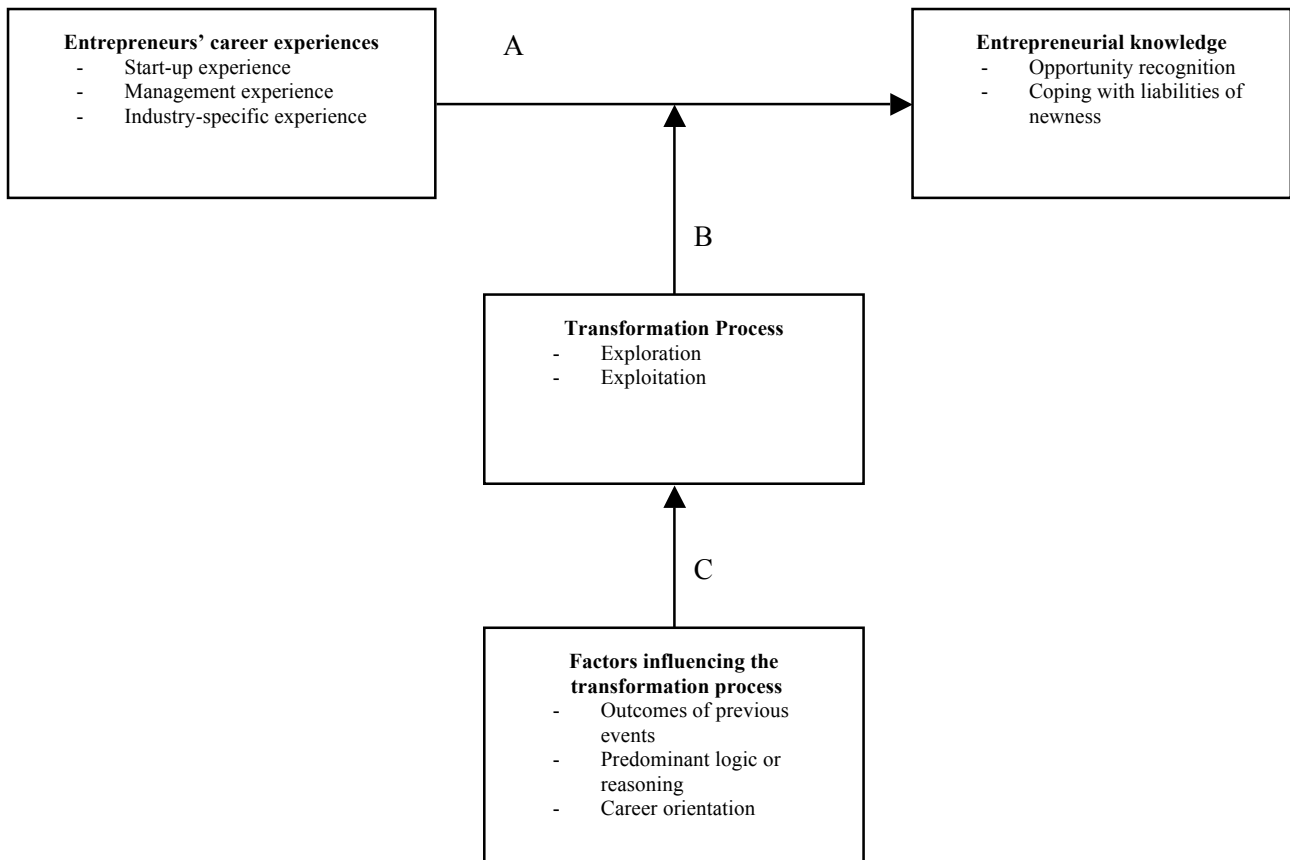 Entrepreneurs’ career experiences
- Start-up experience
- Management experience
- Industry-specific experience
A
Entrepreneurial knowledge
- Opportunity recognition
- Coping with liabilities of
newness
B
Transformation Process
- Exploration
- Exploitation
C
Factors influencing the
transformation process
- Outcomes of previous
events
- Predominant logic or
reasoning
- Career orientation